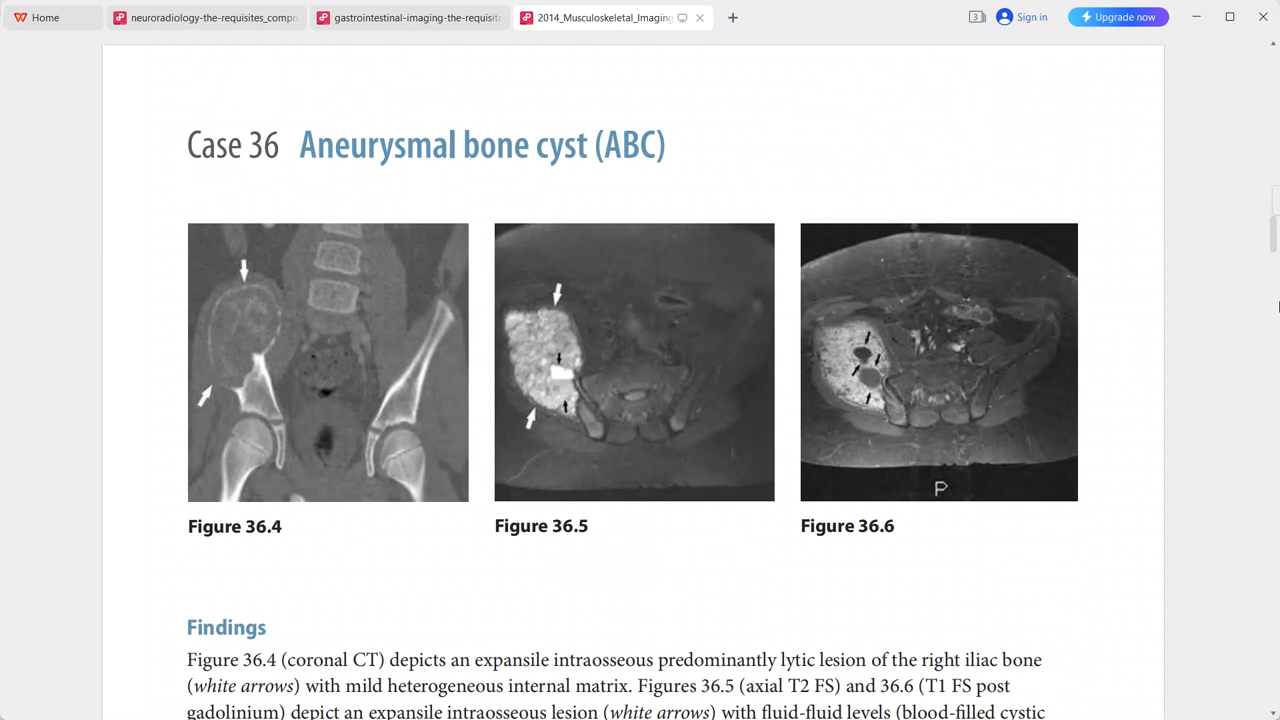 Home
neuroradiology-the-requisites_compr
gastrointestinal-imaging-the-requisite
2014_Musculoskeletal_Imaging
3
Sign in
Upgrade now
Case 36 Aneurysmal bone cyst (ABC)
P
Figure 36.4
Figure 36.5
Figure 36.6
Findings
Figure 36.4 (coronal CT) depicts an expansile intraosseous predominantly lytic lesion of the right iliac bone
(white arrows) with mild heterogeneous internal matrix. Figures 36.5 (axial T2 FS) and 36.6 (T1 FS post
gadolinium) depict an expansile intraosseous lesion (white arrows) with fluid-fluid levels (blood-filled cystic